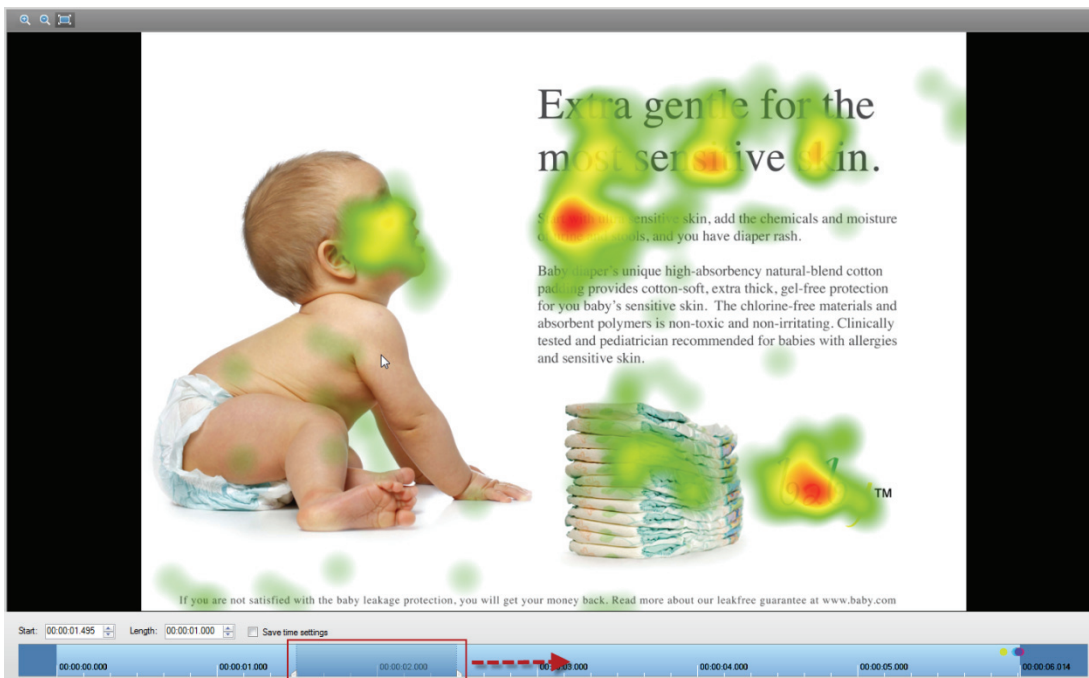 Extra gentle for the
most sensitive skin.
sensitive skin, add the chemicals and moisture
and you have diaper rash.
Baby diaper's unique high-absorbency natural-blend cotton
padding provides cotton-soft, extra thick, gel-free protection
for you baby's sensitive skin. The chlorine-free materials and
absorbent polymers is non-toxic and non-irritating. Clinically
tested and pediatrician recommended for babies with allergies
and sensitive skin.
TM
If you are not satisfied with the baby leakage protection, you will get your money back. Read more about our leakfree guarantee at www.baby.com
Start: 00:00:01.495 Length: 00:00:01.000 Save time settings
00:00:00.000 00:00:01.000 00:00:02.000 00:00:03.000 00:00:04.000 00:00:05.000 00:00:06.014